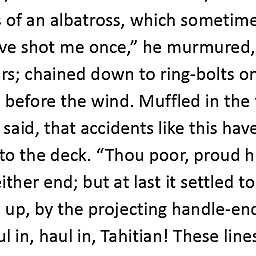 of an albatross, which sometime
ve shot me once,” he murmured,
rs; chained down to ring-bolts on
before the wind. Muffled in the
said, that accidents like this have
to the deck. “Thou poor, proud h
either end; but at last it settled to
up, by the projecting handle-end
ul in, haul in, Tahitian! These lines